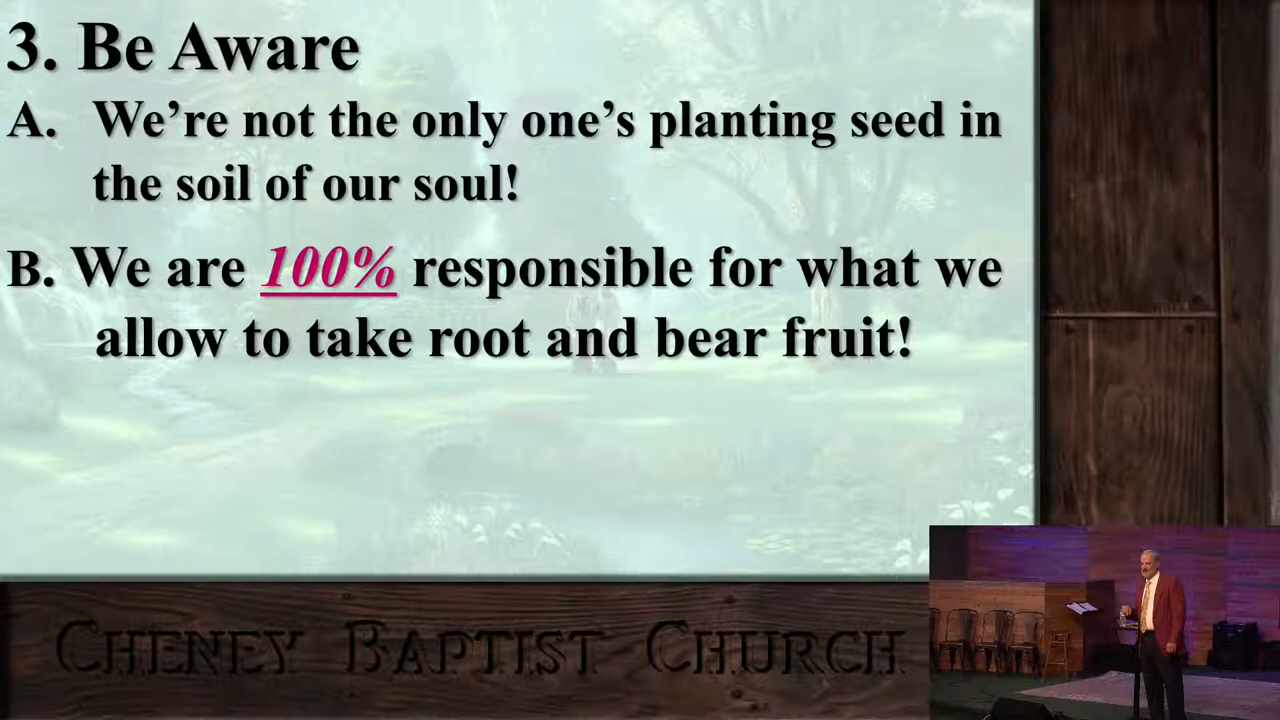 3. Be Aware
A. We’re not the only one’s planting seed in
the soil of our soul!
B. We are 100% responsible for what we
allow to take root and bear fruit!
CHENEY BAPTIST CHURCH